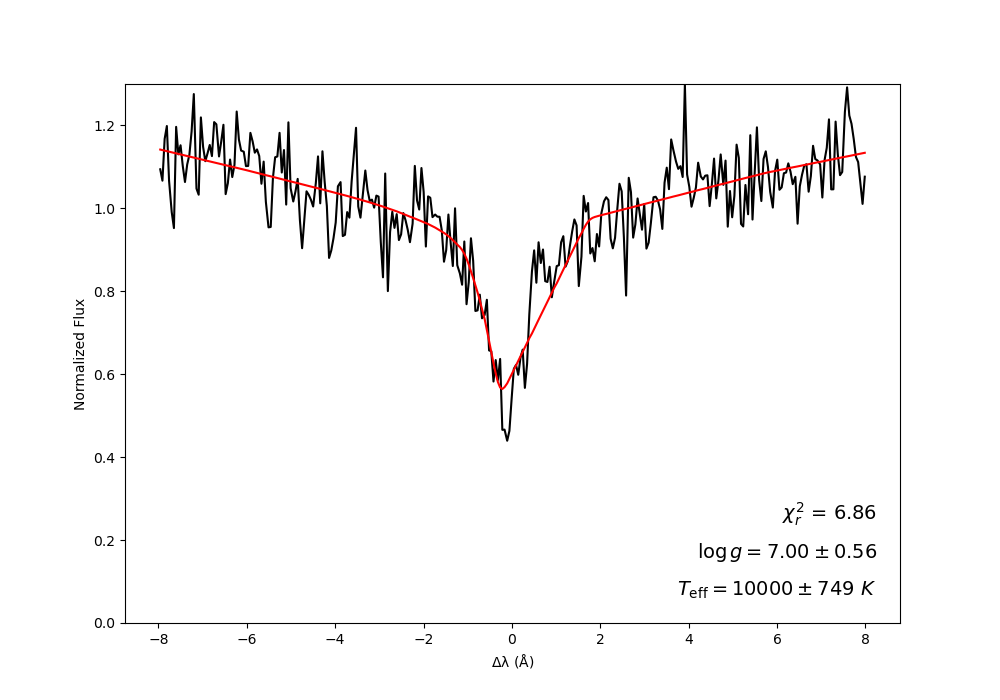 1.2
1.0
0.8
0.6
0.4
0.2
0.0
Normalized Flux
χ²ᵣ = 6.86
log g = 7.00 ± 0.56
T_eff = 10000 ± 749 K
−8 −6 −4 −2 0 2 4 6 8
Δλ (Å)